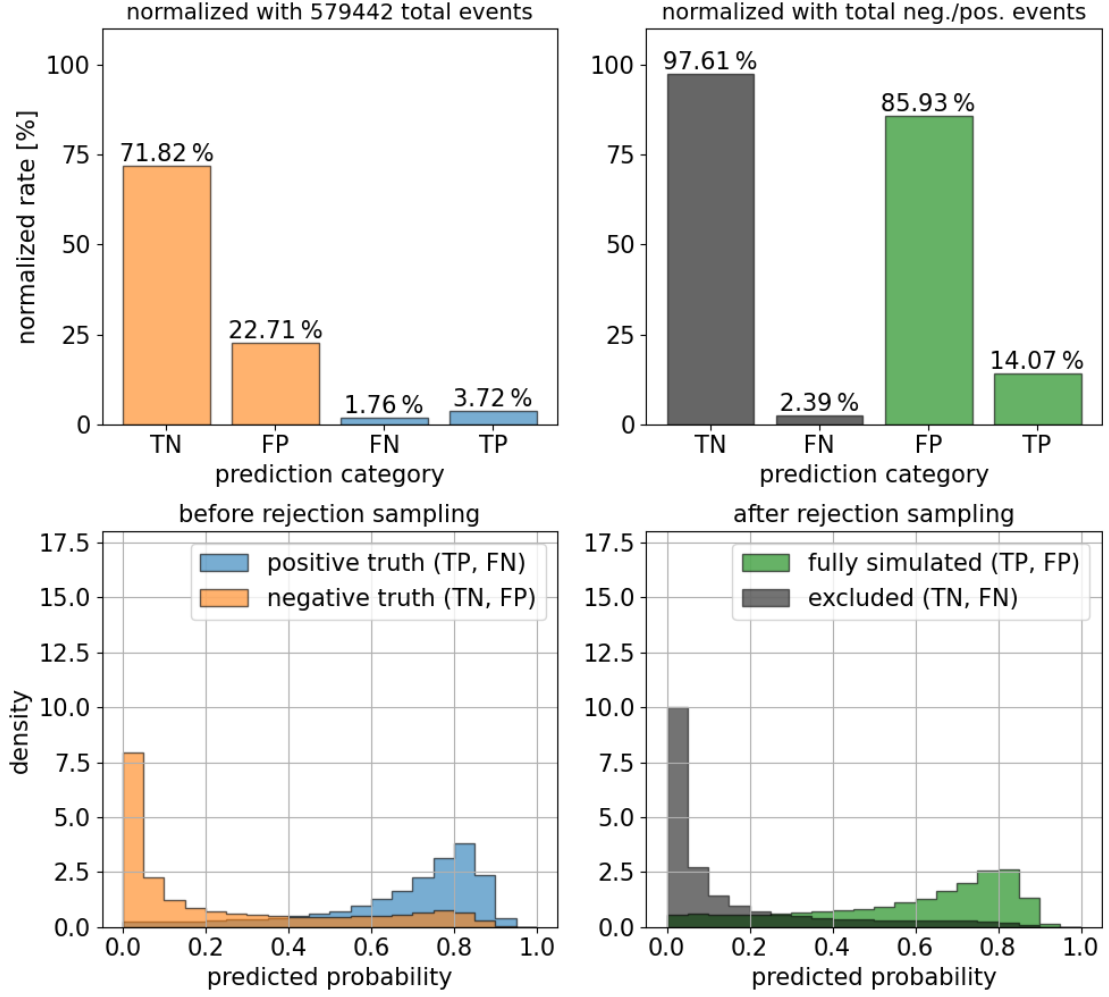 normalized with 579442 total events
normalized rate [%]
100
75
50
25
0
71.82 %
22.71 %
1.76 %
3.72 %
TN FP FN TP
prediction category
normalized with total neg./pos. events
100
75
50
25
0
97.61 %
2.39 %
85.93 %
14.07 %
TN FN FP TP
prediction category
before rejection sampling
density
17.5
15.0
12.5
10.0
7.5
5.0
2.5
0.0
positive truth (TP, FN)
negative truth (TN, FP)
0.0 0.2 0.4 0.6 0.8 1.0
predicted probability
after rejection sampling
17.5
15.0
12.5
10.0
7.5
5.0
2.5
0.0
fully simulated (TP, FP)
excluded (TN, FN)
0.0 0.2 0.4 0.6 0.8 1.0
predicted probability